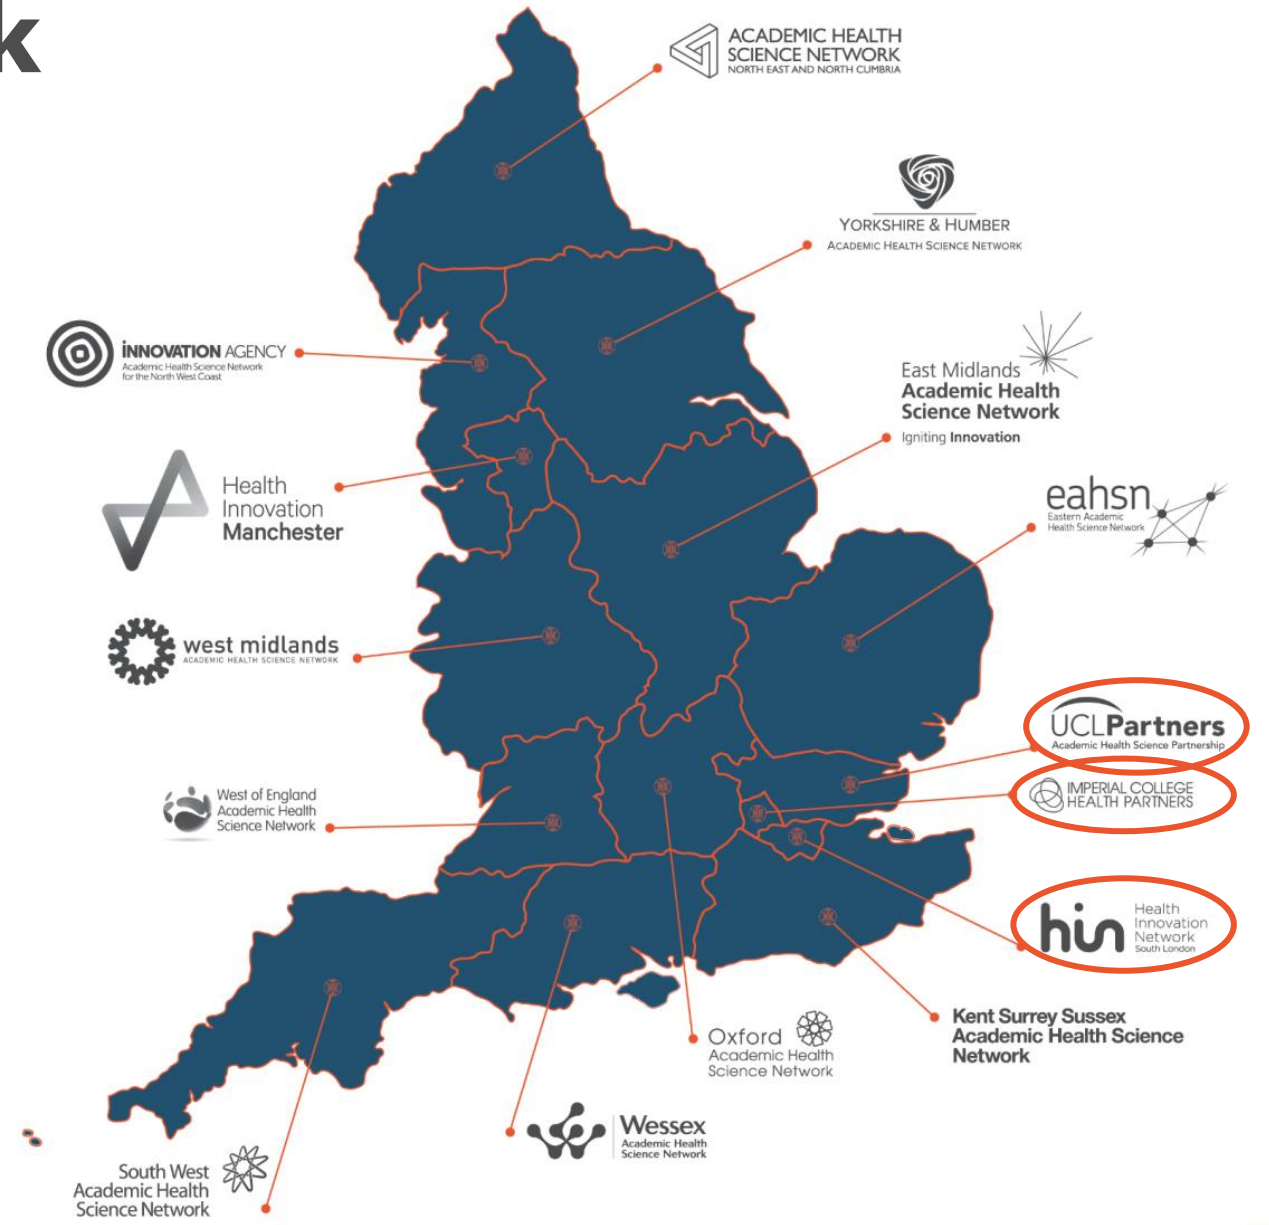 k
ACADEMIC HEALTH
SCIENCE NETWORK
NORTH EAST AND NORTH CUMBRIA
YORKSHIRE & HUMBER
ACADEMIC HEALTH SCIENCE NETWORK
INNOVATION AGENCY
Academic Health Science Network
for the North West Coast
East Midlands
Academic Health
Science Network
Igniting Innovation
Health
Innovation
Manchester
eahsn
Eastern Academic
Health Science Network
west midlands
ACADEMIC HEALTH SCIENCE NETWORK
UCLPartners
Academic Health Science Partnership
IMPERIAL COLLEGE
HEALTH PARTNERS
West of England
Academic Health
Science Network
hin
Health
Innovation
Network
South London
Kent Surrey Sussex
Academic Health Science
Network
Oxford
Academic Health
Science Network
Wessex
Academic Health
Science Network
South West
Academic Health
Science Network